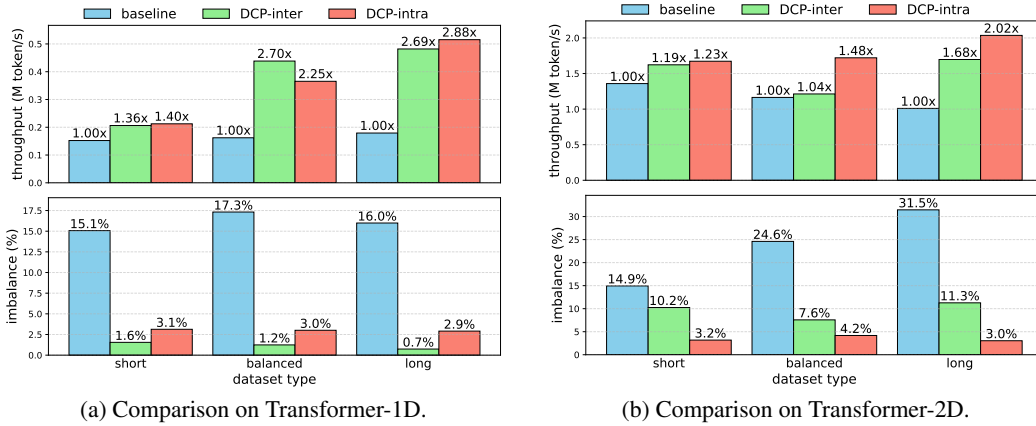 baseline DCP-inter DCP-intra
throughput (M token/s)
0.5
0.4
0.3
0.2
0.1
0.0
1.00x 1.36x 1.40x
1.00x 2.70x 2.25x
1.00x 2.69x 2.88x
imbalance (%)
17.5
15.0
12.5
10.0
7.5
5.0
2.5
0.0
15.1% 1.6% 3.1%
17.3% 1.2% 3.0%
16.0% 0.7% 2.9%
short balanced long
dataset type
(a) Comparison on Transformer-1D.
baseline DCP-inter DCP-intra
throughput (M token/s)
2.0
1.5
1.0
0.5
0.0
1.00x 1.19x 1.23x
1.00x 1.04x 1.48x
1.00x 1.68x 2.02x
imbalance (%)
30
25
20
15
10
5
0
14.9% 10.2% 3.2%
24.6% 7.6% 4.2%
31.5% 11.3% 3.0%
short balanced long
dataset type
(b) Comparison on Transformer-2D.